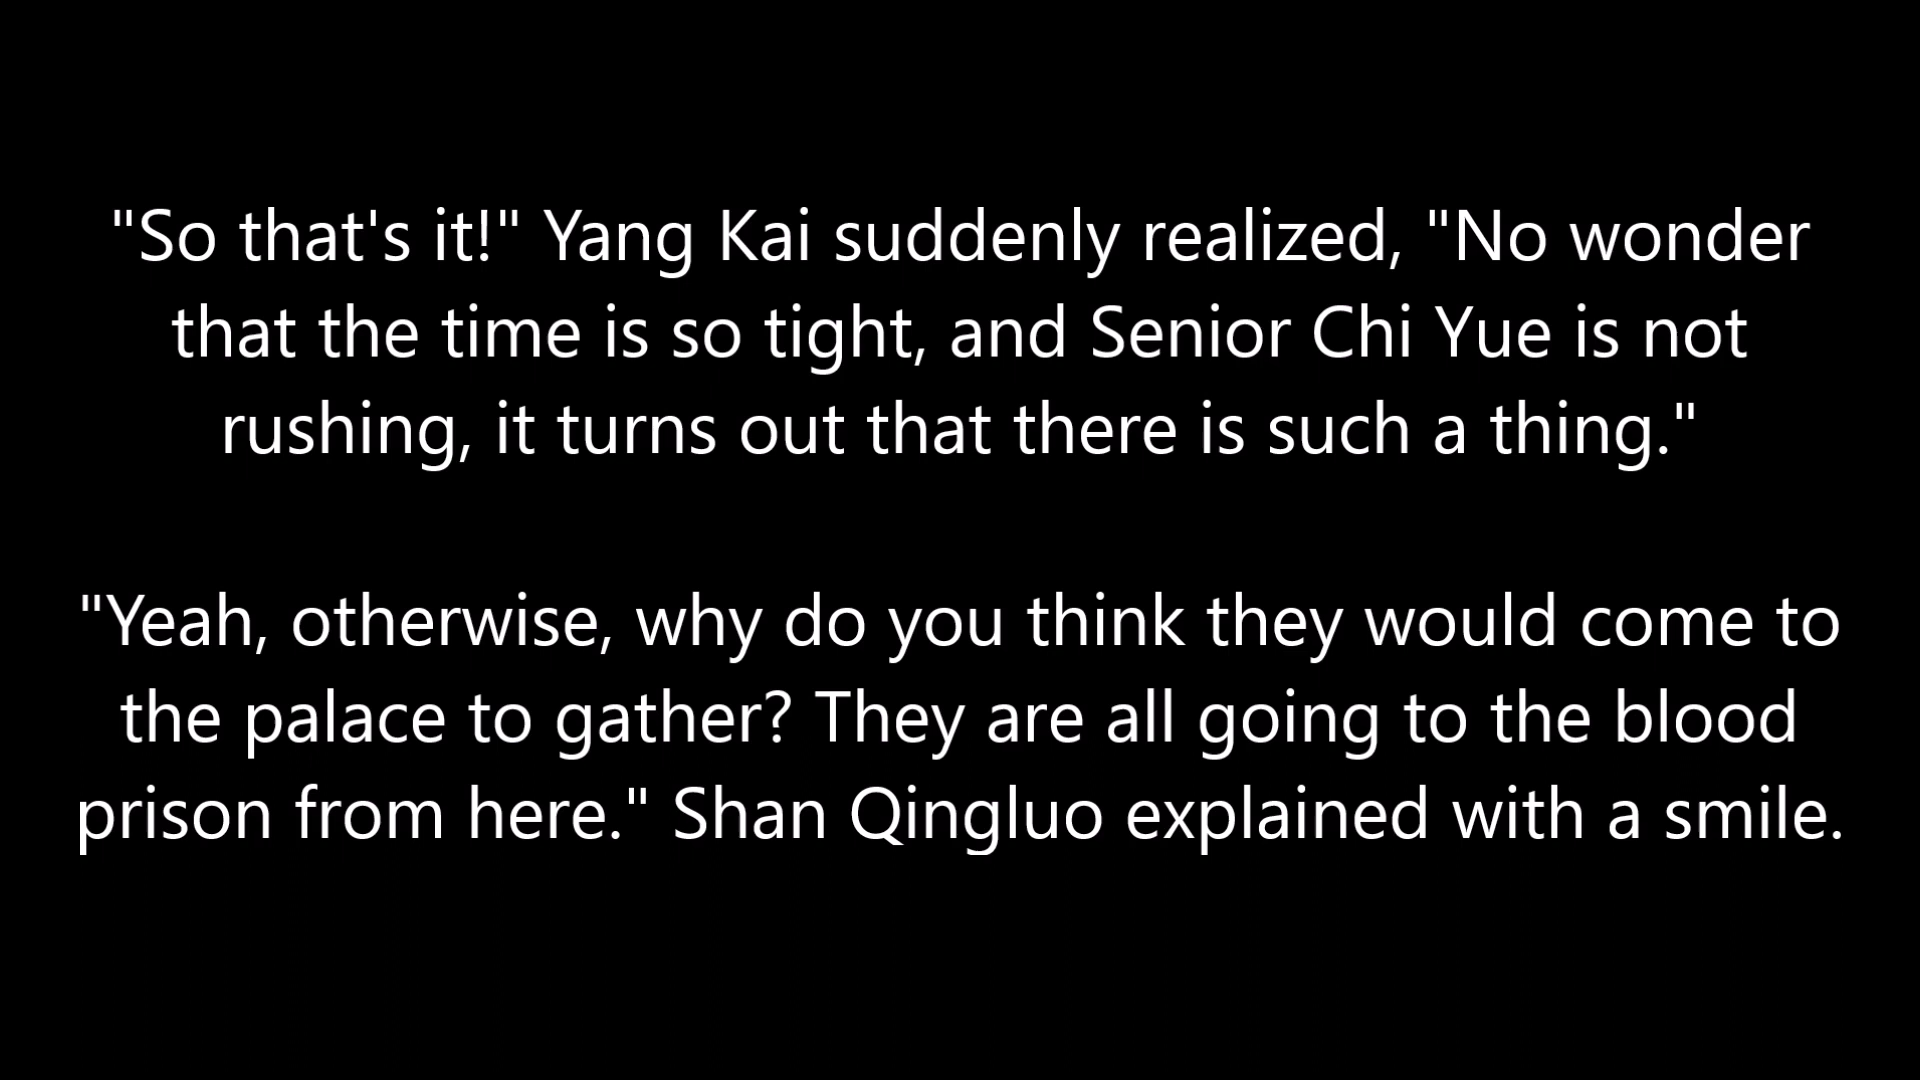 "So that's it!" Yang Kai suddenly realized, "No wonder
that the time is so tight, and Senior Chi Yue is not
rushing, it turns out that there is such a thing."
"Yeah, otherwise, why do you think they would come to
the palace to gather? They are all going to the blood
prison from here." Shan Qingluo explained with a smile.